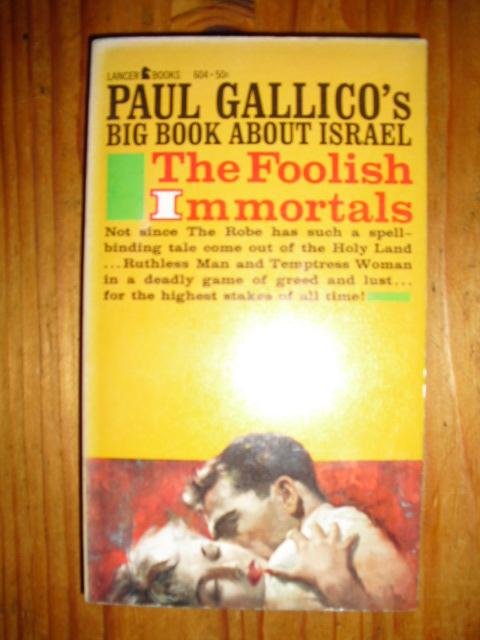 LANCER BOOKS 604 · 50¢
PAUL GALLICO'S
BIG BOOK ABOUT ISRAEL
The Foolish
Immortals
Not since The Robe has such a spell-
binding tale come out of the Holy Land
...Ruthless Man and Temptress Woman
in a deadly game of greed and lust...
for the highest stakes of all time!